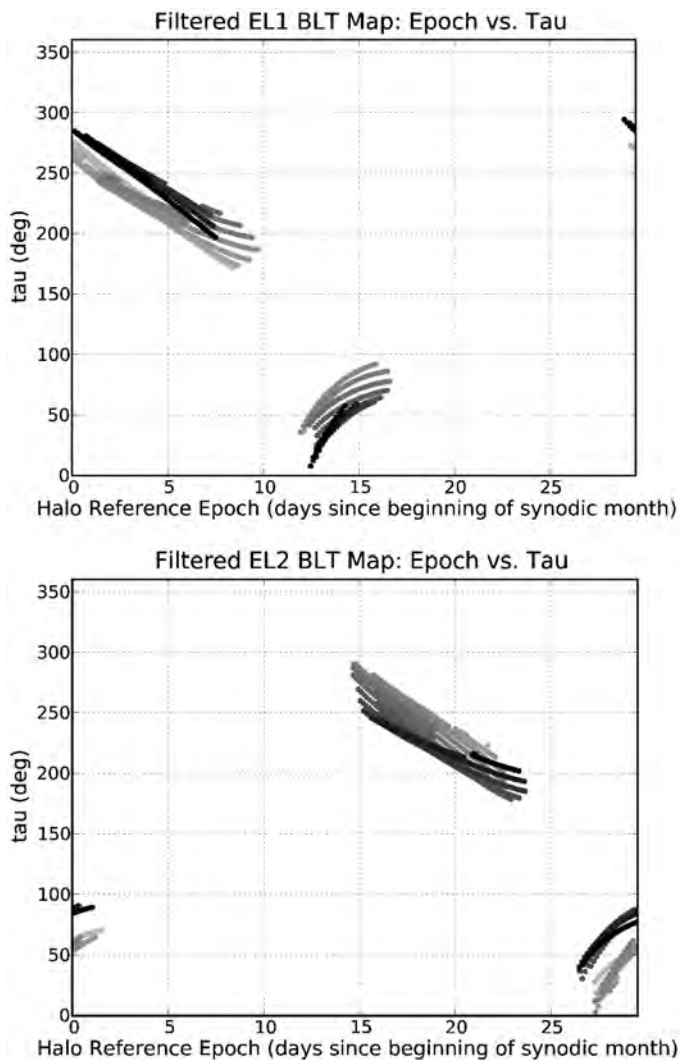 Filtered EL1 BLT Map: Epoch vs. Tau
350
300
250
200
150
100
50
0
tau (deg)
0 5 10 15 20 25
Halo Reference Epoch (days since beginning of synodic month)
Filtered EL2 BLT Map: Epoch vs. Tau
350
300
250
200
150
100
50
0
tau (deg)
0 5 10 15 20 25
Halo Reference Epoch (days since beginning of synodic month)